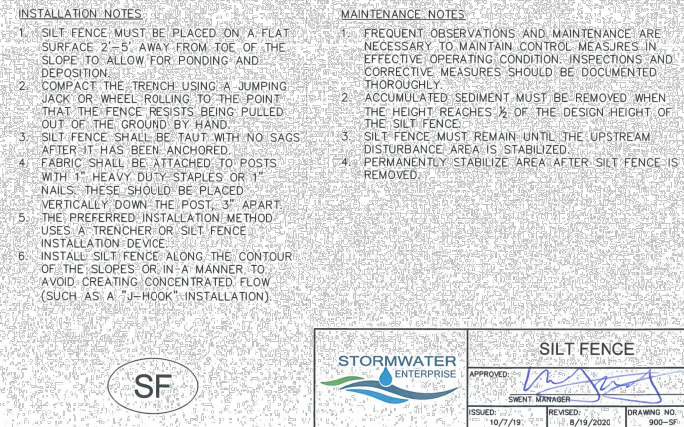 INSTALLATION NOTES
1. SILT FENCE MUST BE PLACED ON A FLAT
SURFACE 2'-5' AWAY FROM TOE OF THE
SLOPE TO ALLOW FOR PONDING AND
DEPOSITION.
2. COMPACT THE TRENCH USING A JUMPING
JACK OR WHEEL ROLLING TO THE POINT
THAT THE FENCE RESISTS BEING PULLED
OUT OF THE GROUND BY HAND.
3. SILT FENCE SHALL BE TAUT WITH NO SAGS
AFTER IT HAS BEEN ANCHORED.
4. FABRIC SHALL BE ATTACHED TO POSTS
WITH 1" HEAVY DUTY STAPLES OR 1"
NAILS. THESE SHOULD BE PLACED
VERTICALLY DOWN THE POST, 3" APART.
5. THE PREFERRED INSTALLATION METHOD
USES A TRENCHER OR SILT FENCE
INSTALLATION DEVICE.
6. INSTALL SILT FENCE ALONG THE CONTOUR
OF THE SLOPES OR IN A MANNER TO
AVOID CREATING CONCENTRATED FLOW
(SUCH AS A "J-HOOK" INSTALLATION).
MAINTENANCE NOTES
1. FREQUENT OBSERVATIONS AND MAINTENANCE ARE
NECESSARY TO MAINTAIN CONTROL MEASURES IN
EFFECTIVE OPERATING CONDITION. INSPECTIONS AND
CORRECTIVE MEASURES SHOULD BE DOCUMENTED
THOROUGHLY.
2. ACCUMULATED SEDIMENT MUST BE REMOVED WHEN
THE HEIGHT REACHES ½ OF THE DESIGN HEIGHT OF
THE SILT FENCE.
3. SILT FENCE MUST REMAIN UNTIL THE UPSTREAM
DISTURBANCE AREA IS STABILIZED.
4. PERMANENTLY STABILIZE AREA AFTER SILT FENCE IS
REMOVED.
SF
STORMWATER
ENTERPRISE
SILT FENCE
APPROVED:
SWENT MANAGER
ISSUED:
10/7/19
REVISED:
8/19/2020
DRAWING NO.
900-SF